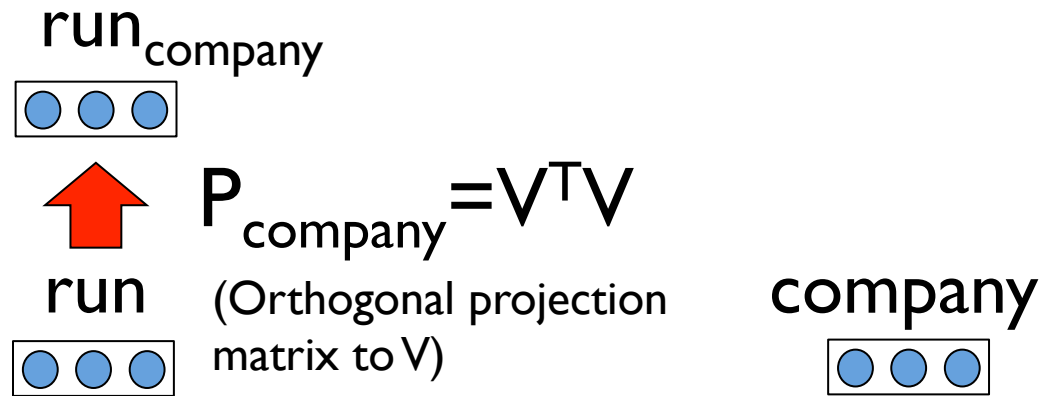 run_company
P_company=V^TV
run
(Orthogonal projection
matrix to V)
company